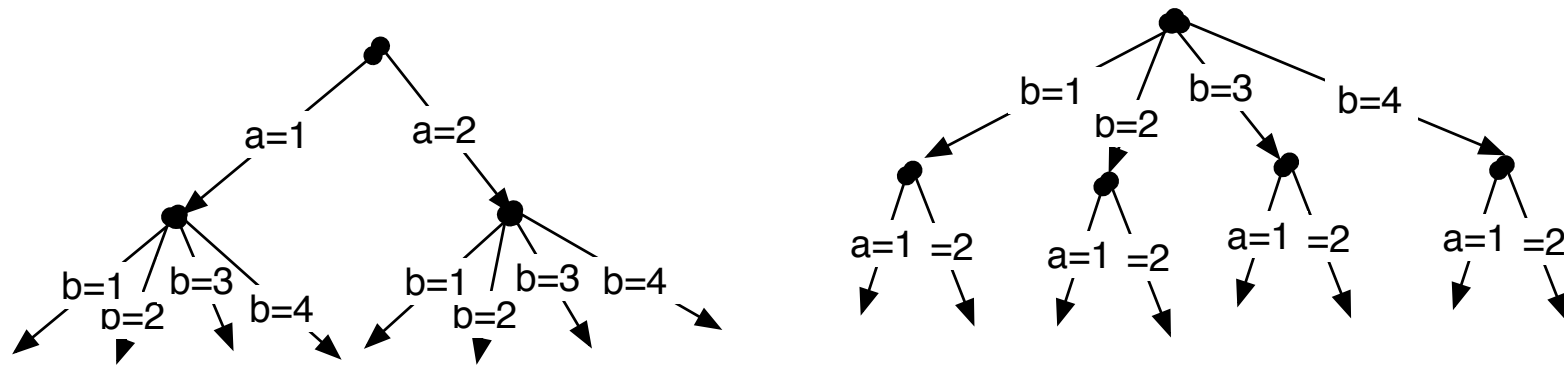 a=1
a=2
b=1
b=2
b=3
b=4
b=1
b=2
b=3
b=4
b=1
b=2
b=3
b=4
a=1
=2
a=1
=2
a=1
=2
a=1
=2